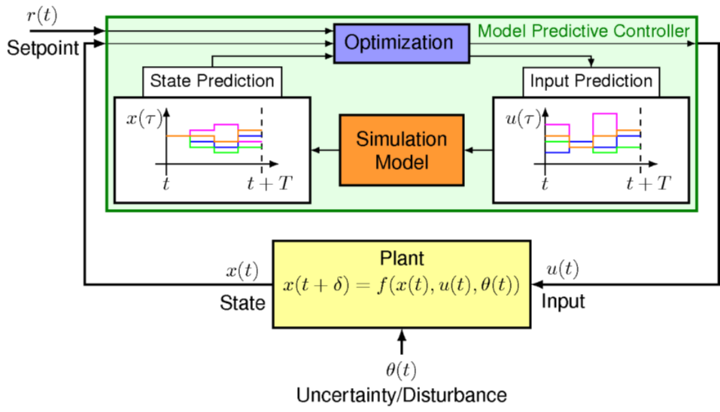 r(t)
Setpoint
Model Predictive Controller
Optimization
State Prediction
Input Prediction
x(τ)
t
t + T
Simulation
Model
u(τ)
t
t + T
Plant
x(t + δ) = f(x(t), u(t), θ(t))
x(t)
State
u(t)
Input
θ(t)
Uncertainty/Disturbance